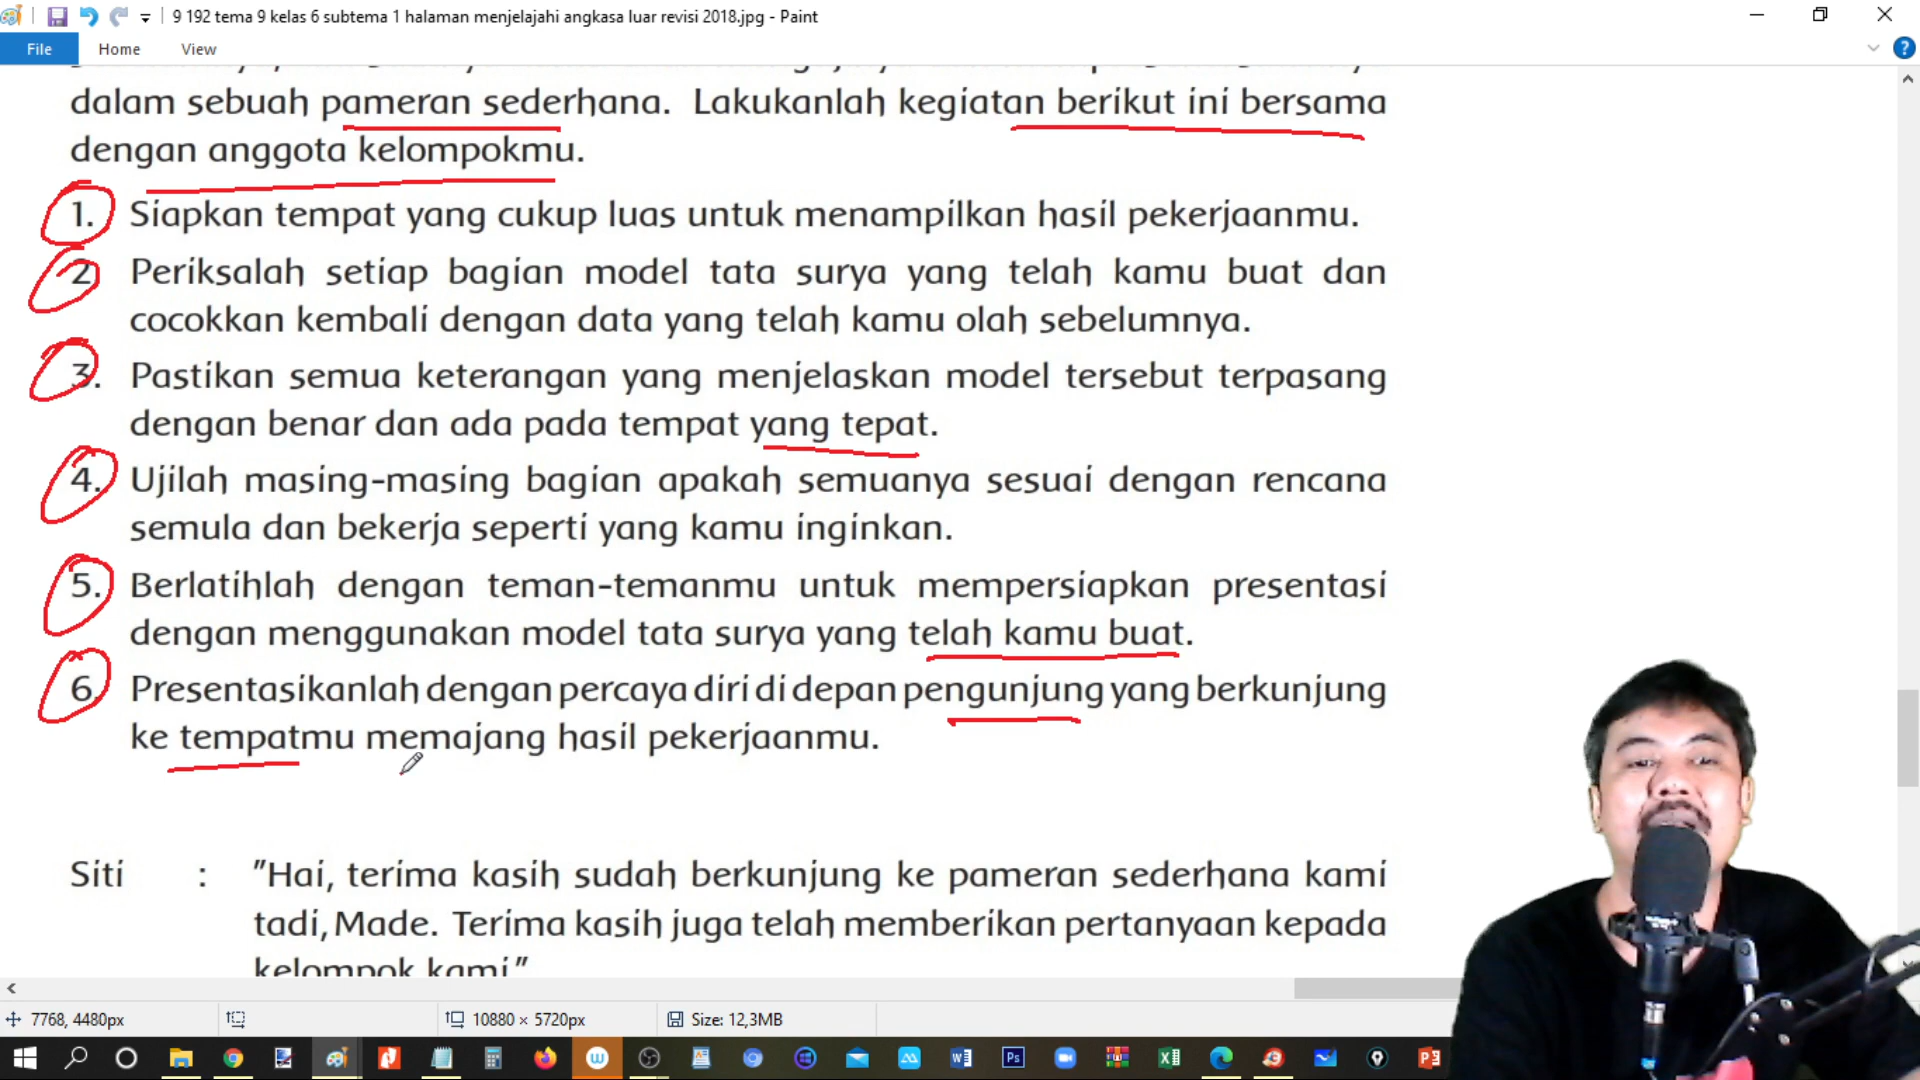 9 192 tema 9 kelas 6 subtema 1 halaman menjelajahi angkasa luar revisi 2018.jpg - Paint
File Home View
dalam sebuah pameran sederhana. Lakukanlah kegiatan berikut ini bersama
dengan anggota kelompokmu.
1. Siapkan tempat yang cukup luas untuk menampilkan hasil pekerjaanmu.
2 Periksalah setiap bagian model tata surya yang telah kamu buat dan
cocokkan kembali dengan data yang telah kamu olah sebelumnya.
3. Pastikan semua keterangan yang menjelaskan model tersebut terpasang
dengan benar dan ada pada tempat yang tepat.
4. Ujilah masing-masing bagian apakah semuanya sesuai dengan rencana
semula dan bekerja seperti yang kamu inginkan.
5. Berlatihlah dengan teman-temanmu untuk mempersiapkan presentasi
dengan menggunakan model tata surya yang telah kamu buat.
6. Presentasikanlah dengan percaya diri di depan pengunjung yang berkunjung
ke tempatmu memajang hasil pekerjaanmu.
Siti : "Hai, terima kasih sudah berkunjung ke pameran sederhana kami
tadi, Made. Terima kasih juga telah memberikan pertanyaan kepada
kelompok kami."
7768, 4480px 10880 × 5720px Size: 12,3MB